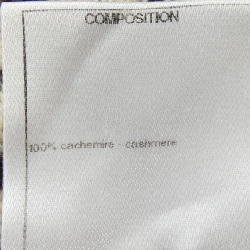 COMPOSITION
100% cachemire - cashmere